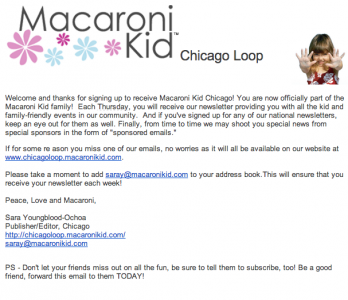 Macaroni
Kid™
Chicago Loop
Welcome and thanks for signing up to receive Macaroni Kid Chicago! You are now officially part of the
Macaroni Kid family!  Each Thursday, you will receive our newsletter providing you with all the kid and
family-friendly events in our community.  And if you've signed up for any of our national newsletters,
keep an eye out for them as well. Finally, from time to time we may shoot you special news from
special sponsors in the form of "sponsored emails."
If for some re ason you miss one of our emails, no worries as it will all be available on our website at
www.chicagoloop.macaronikid.com.
Please take a moment to add saray@macaronikid.com to your address book.This will ensure that you
receive your newsletter each week!
Peace, Love and Macaroni,
Sara Youngblood-Ochoa
Publisher/Editor, Chicago
http://chicagoloop.macaronikid.com/
saray@macaronikid.com
PS - Don't let your friends miss out on all the fun, be sure to tell them to subscribe, too! Be a good
friend, forward this email to them TODAY!